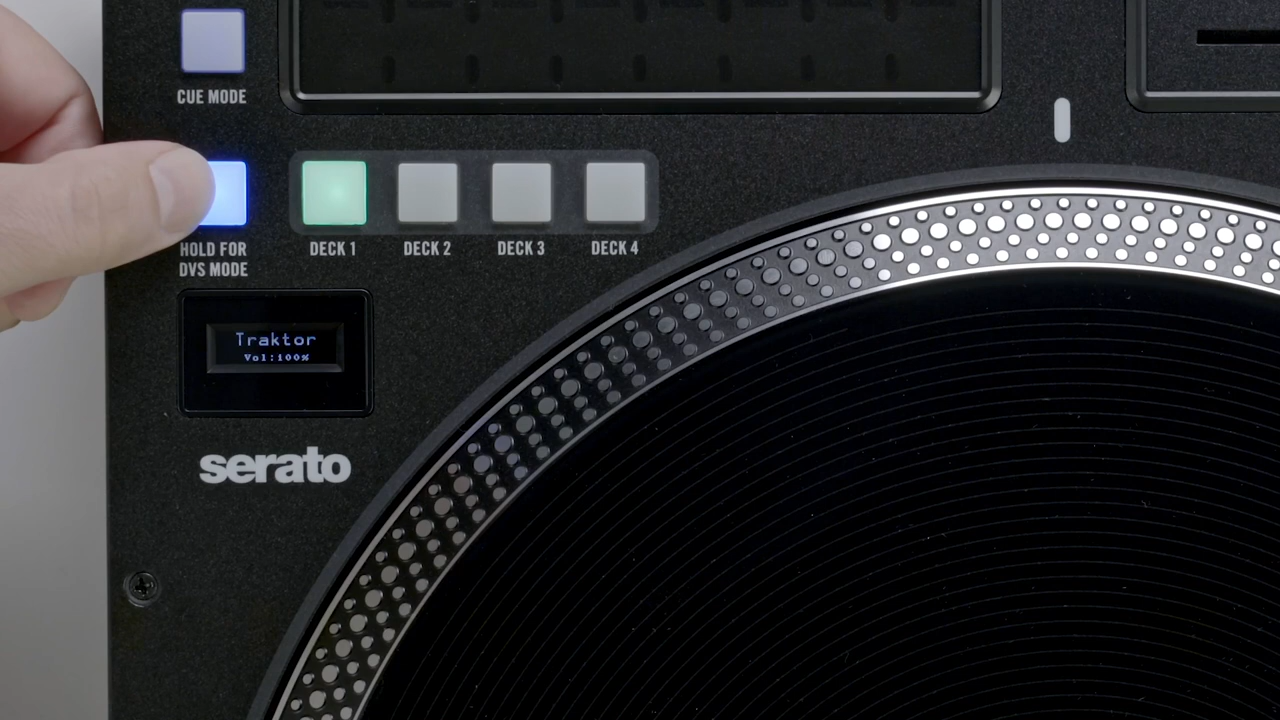 CUE MODE
HOLD FOR
DVS MODE
DECK 1
DECK 2
DECK 3
DECK 4
Traktor
Vol:100%
serato